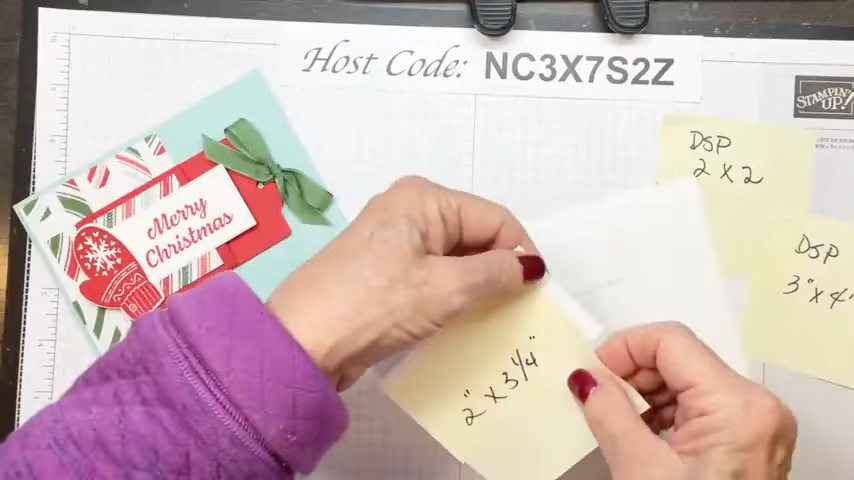 Host Code: NC3X7S2Z
STAMPIN' UP!
DSP
2 x 2
Merry
Christmas
DSP
3" x 4"
2" x 3 1/4"